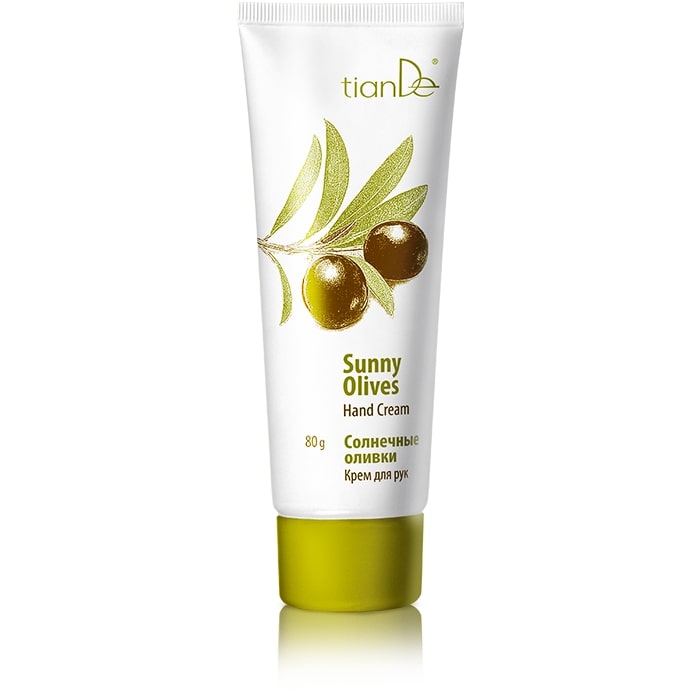 tianDe®
Sunny
Olives
Hand Cream
80 g
Солнечные
оливки
Крем для рук